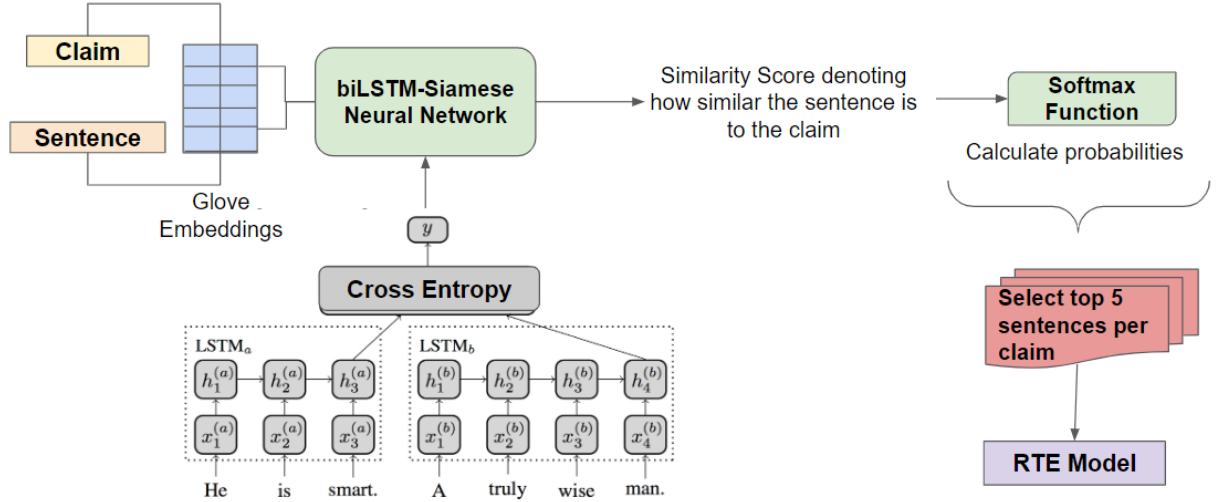 Claim
Sentence
Glove
Embeddings
biLSTM-Siamese
Neural Network
Similarity Score denoting
how similar the sentence is
to the claim
Softmax
Function
Calculate probabilities
y
Cross Entropy
LSTMₐ
LSTM_b
h₁⁽ᵃ⁾ h₂⁽ᵃ⁾ h₃⁽ᵃ⁾
h₁⁽ᵇ⁾ h₂⁽ᵇ⁾ h₃⁽ᵇ⁾ h₄⁽ᵇ⁾
x₁⁽ᵃ⁾ x₂⁽ᵃ⁾ x₃⁽ᵃ⁾
x₁⁽ᵇ⁾ x₂⁽ᵇ⁾ x₃⁽ᵇ⁾ x₄⁽ᵇ⁾
He is smart.
A truly wise man.
Select top 5
sentences per
claim
RTE Model